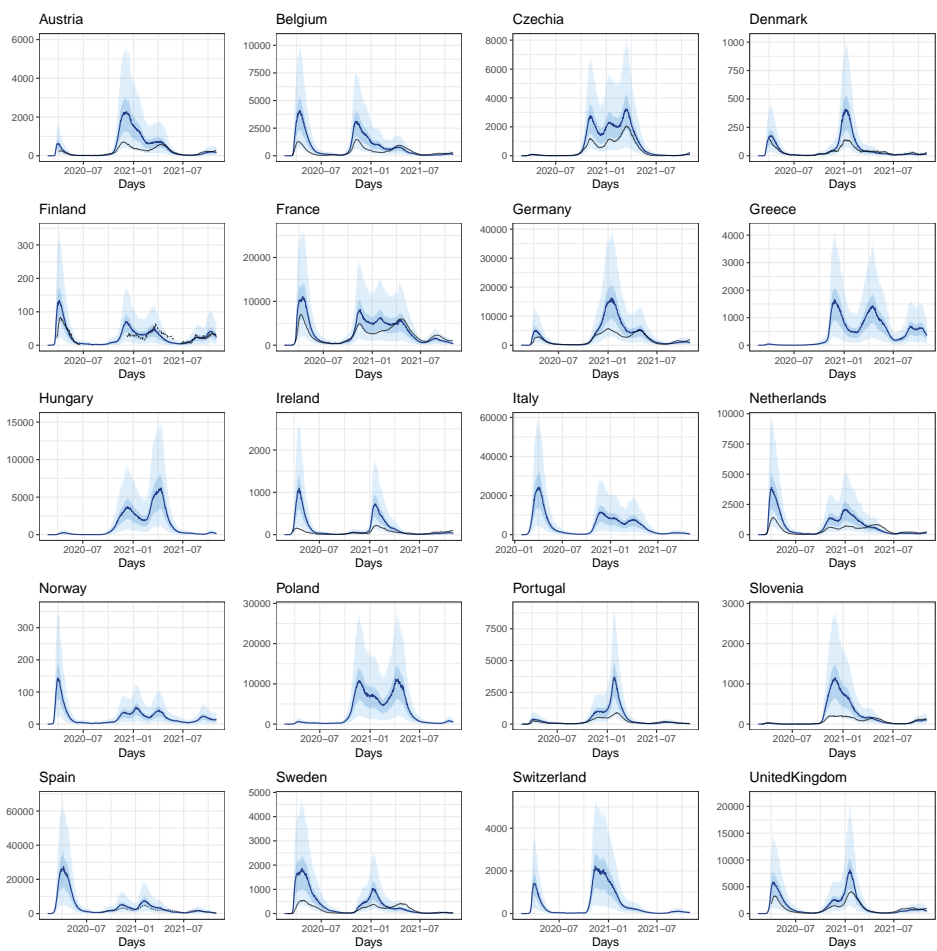 Austria
6000
4000
2000
0
2020−07 2021−01 2021−07
Days
Belgium
10000
7500
5000
2500
0
2020−07 2021−01 2021−07
Days
Czechia
8000
6000
4000
2000
0
2020−07 2021−01 2021−07
Days
Denmark
1000
750
500
250
0
2020−07 2021−01 2021−07
Days
Finland
300
200
100
0
2020−07 2021−01 2021−07
Days
France
20000
10000
0
2020−07 2021−01 2021−07
Days
Germany
40000
30000
20000
10000
0
2020−07 2021−01 2021−07
Days
Greece
4000
3000
2000
1000
0
2020−07 2021−01 2021−07
Days
Hungary
15000
10000
5000
0
2020−07 2021−01 2021−07
Days
Ireland
2000
1000
0
2020−07 2021−01 2021−07
Days
Italy
60000
40000
20000
0
2020−01 2020−07 2021−01 2021−07
Days
Netherlands
10000
7500
5000
2500
0
2020−07 2021−01 2021−07
Days
Norway
300
200
100
0
2020−07 2021−01 2021−07
Days
Poland
30000
20000
10000
0
2020−07 2021−01 2021−07
Days
Portugal
7500
5000
2500
0
2020−07 2021−01 2021−07
Days
Slovenia
3000
2000
1000
0
2020−07 2021−01 2021−07
Days
Spain
60000
40000
20000
0
2020−07 2021−01 2021−07
Days
Sweden
5000
4000
3000
2000
1000
0
2020−07 2021−01 2021−07
Days
Switzerland
4000
2000
0
2020−07 2021−01 2021−07
Days
UnitedKingdom
20000
15000
10000
5000
0
2020−07 2021−01 2021−07
Days